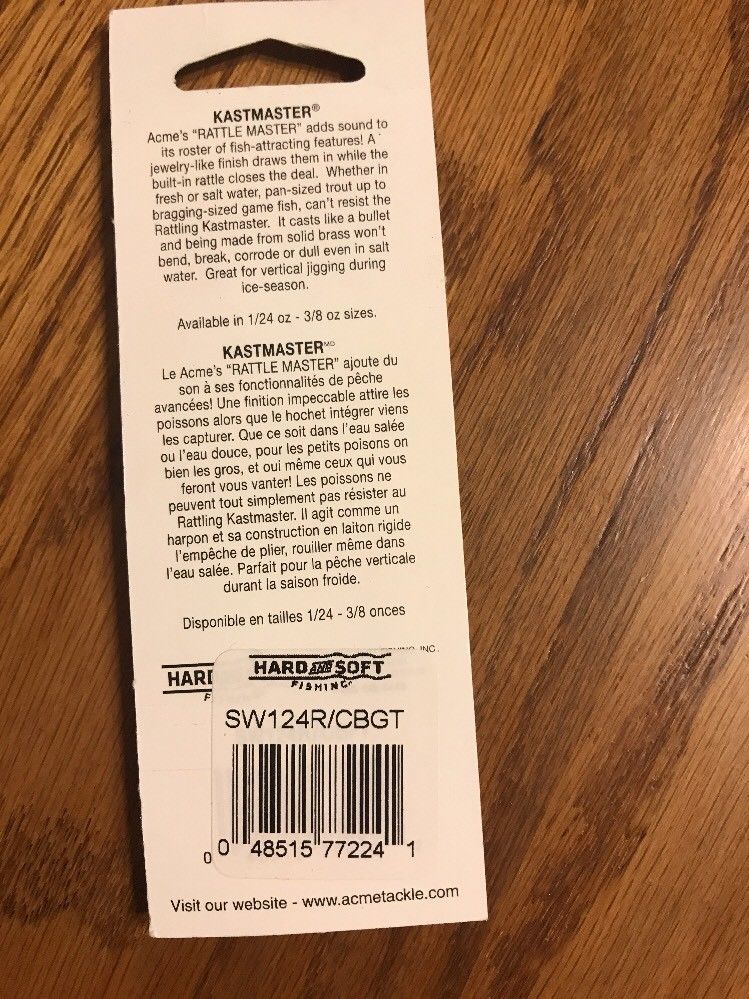 KASTMASTER®
Acme's "RATTLE MASTER" adds sound to
its roster of fish-attracting features! A
jewelry-like finish draws them in while the
built-in rattle closes the deal. Whether in
fresh or salt water, pan-sized trout up to
bragging-sized game fish, can't resist the
Rattling Kastmaster. It casts like a bullet
and being made from solid brass won't
bend, break, corrode or dull even in salt
water. Great for vertical jigging during
ice-season.
Available in 1/24 oz - 3/8 oz sizes.
KASTMASTER MD
Le Acme's "RATTLE MASTER" ajoute du
son à ses fonctionnalités de pêche
avancées! Une finition impeccable attire les
poissons alors que le hochet intégrer viens
les capturer. Que ce soit dans l'eau salée
ou l'eau douce, pour les petits poisons on
bien les gros, et oui même ceux qui vous
feront vous vanter! Les poissons ne
peuvent tout simplement pas résister au
Rattling Kastmaster. Il agit comme un
harpon et sa construction en laiton rigide
l'empêche de plier, rouiller même dans
l'eau salée. Parfait pour la pêche verticale
durant la saison froide.
Disponible en tailles 1/24 - 3/8 onces
INC.
HARD
F
HARD AND SOFT
FISHING
SW124R/CBGT
0
0 48515 77224 1
Visit our website - www.acmetackle.com